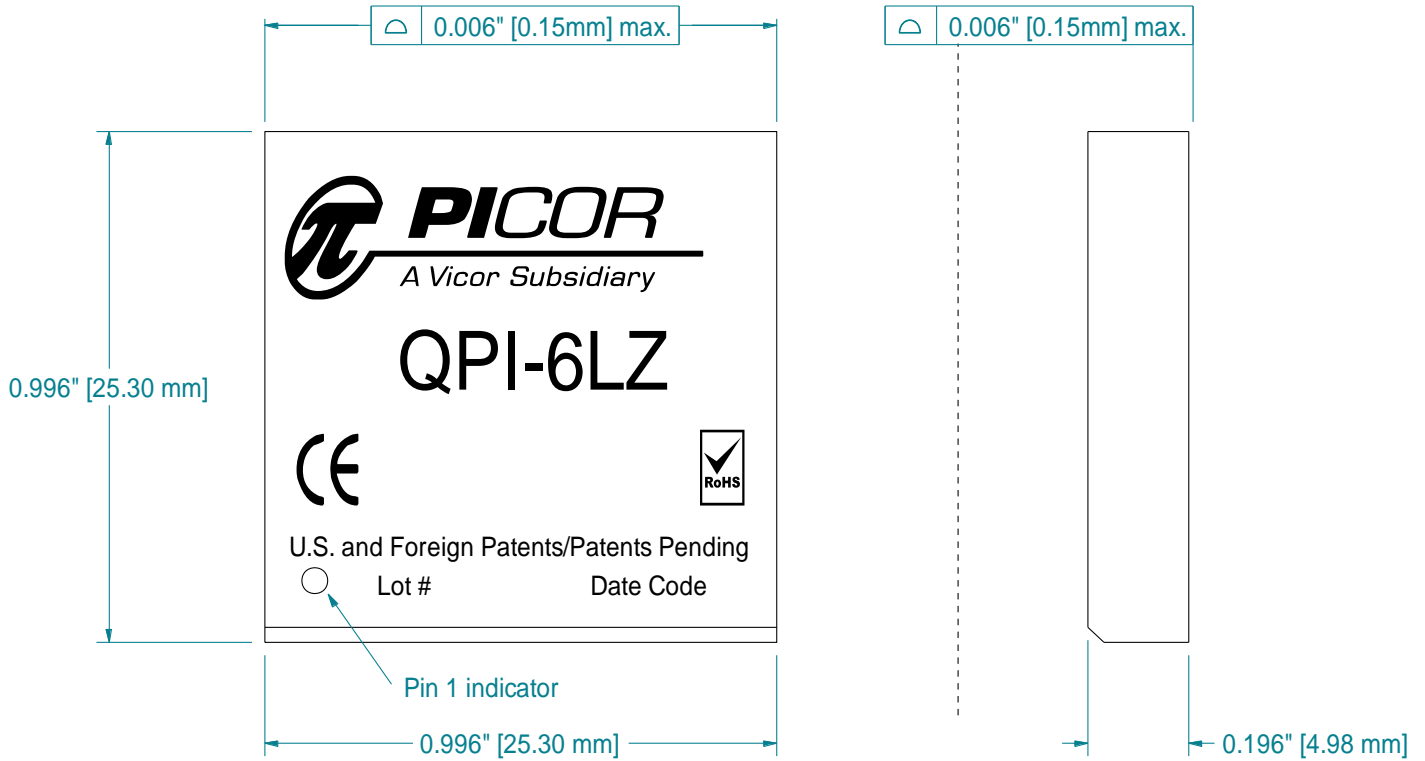 0.006" [0.15mm] max.
0.006" [0.15mm] max.
PICOR
A Vicor Subsidiary
QPI-6LZ
0.996" [25.30 mm]
CE
RoHS
U.S. and Foreign Patents/Patents Pending
Lot # Date Code
Pin 1 indicator
0.996" [25.30 mm]
0.196" [4.98 mm]